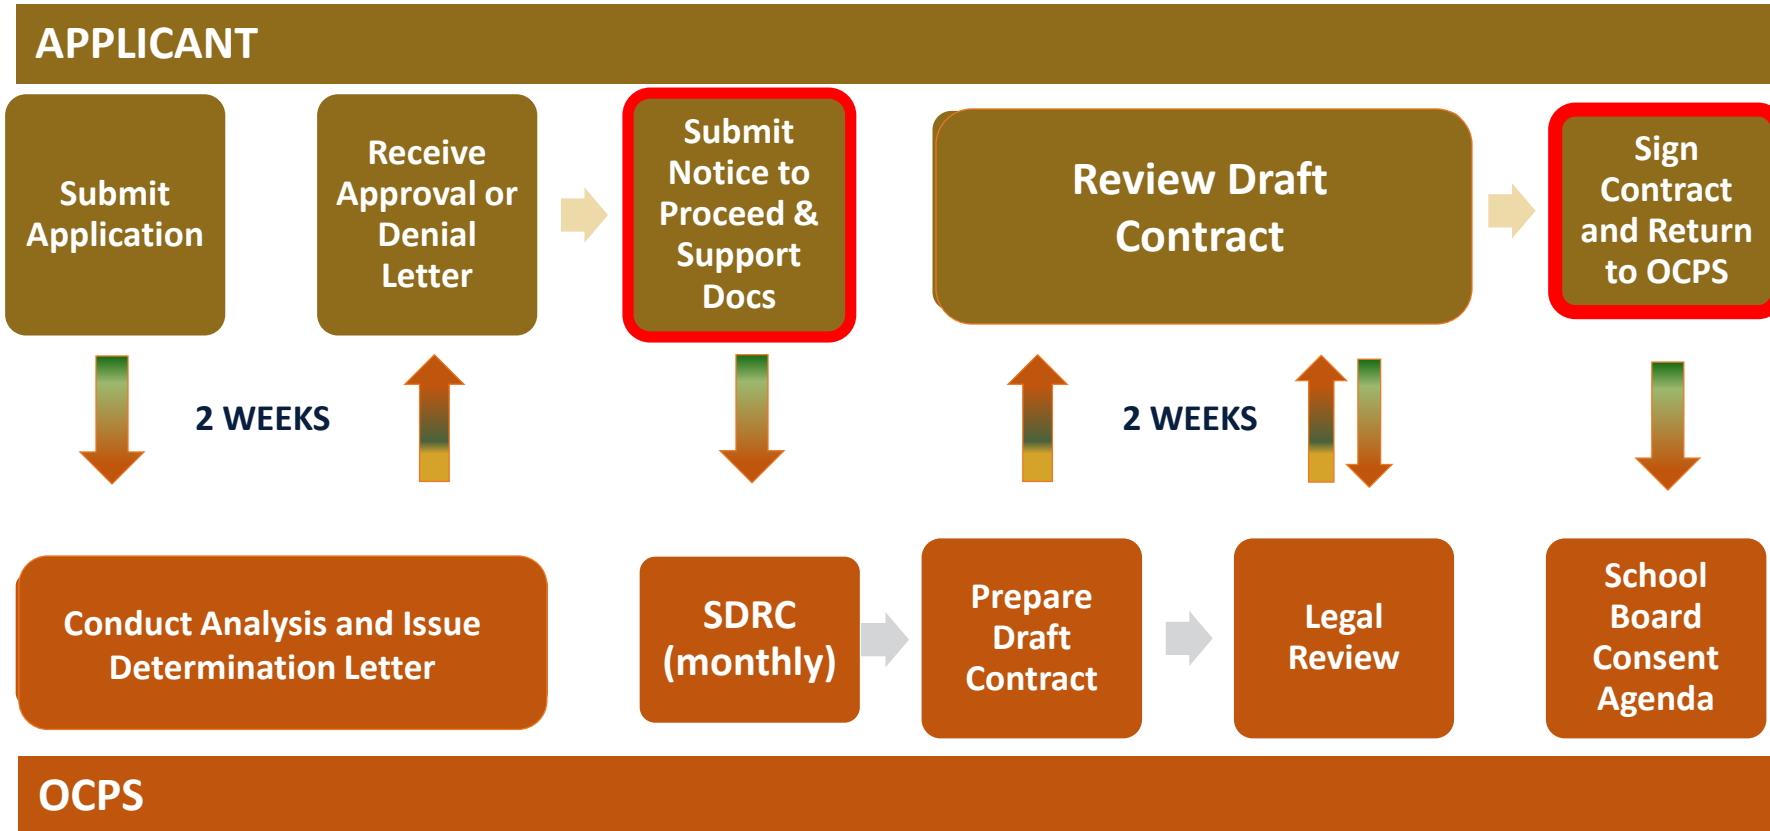 APPLICANT
Submit
Application
Receive
Approval or
Denial
Letter
Submit
Notice to
Proceed &
Support
Docs
Review Draft
Contract
Sign
Contract
and Return
to OCPS
2 WEEKS
2 WEEKS
Conduct Analysis and Issue
Determination Letter
SDRC
(monthly)
Prepare
Draft
Contract
Legal
Review
School
Board
Consent
Agenda
OCPS